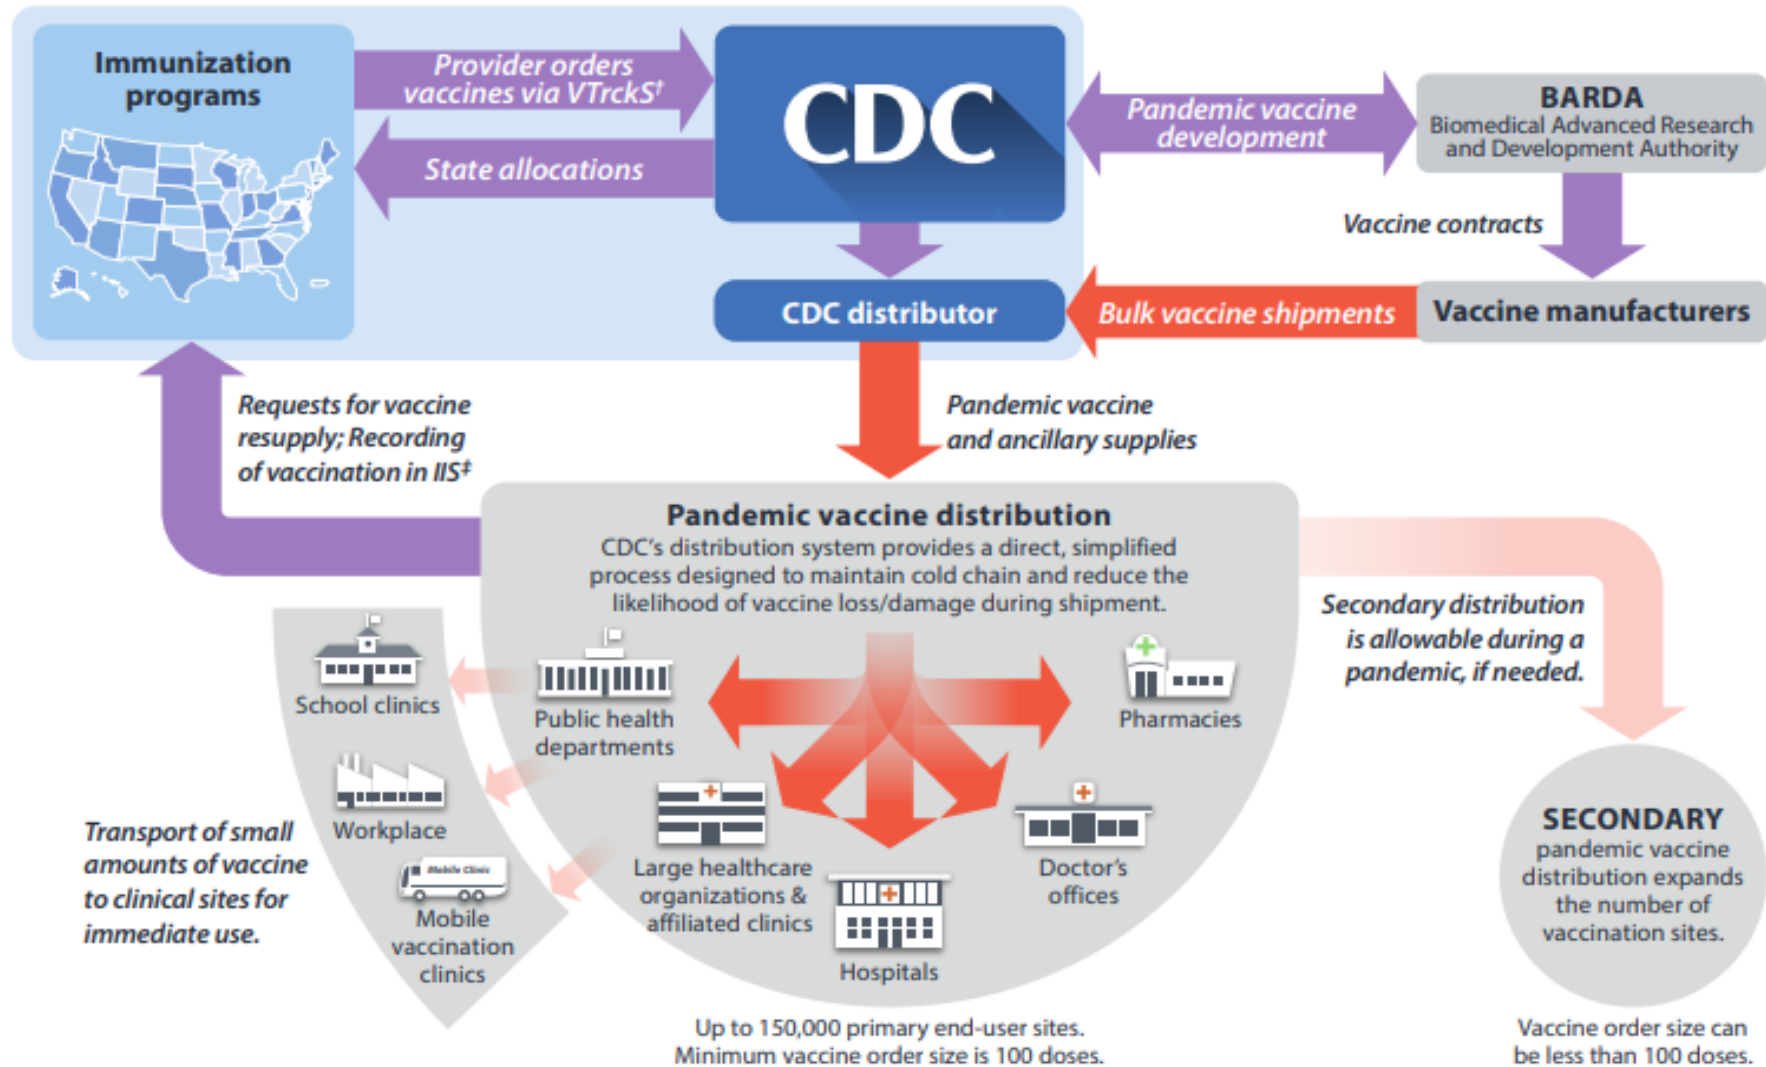 Immunization
programs
Provider orders
vaccines via VTrckS†
State allocations
CDC
Pandemic vaccine
development
BARDA
Biomedical Advanced Research
and Development Authority
Vaccine contracts
CDC distributor
Bulk vaccine shipments
Vaccine manufacturers
Requests for vaccine
resupply; Recording
of vaccination in IIS‡
Pandemic vaccine
and ancillary supplies
Pandemic vaccine distribution
CDC's distribution system provides a direct, simplified
process designed to maintain cold chain and reduce the
likelihood of vaccine loss/damage during shipment.
Secondary distribution
is allowable during a
pandemic, if needed.
School clinics
Public health
departments
Pharmacies
Workplace
Transport of small
amounts of vaccine
to clinical sites for
immediate use.
Mobile Clinic
Mobile
vaccination
clinics
Large healthcare
organizations &
affiliated clinics
Doctor's
offices
Hospitals
SECONDARY
pandemic vaccine
distribution expands
the number of
vaccination sites.
Up to 150,000 primary end-user sites.
Minimum vaccine order size is 100 doses.
Vaccine order size can
be less than 100 doses.